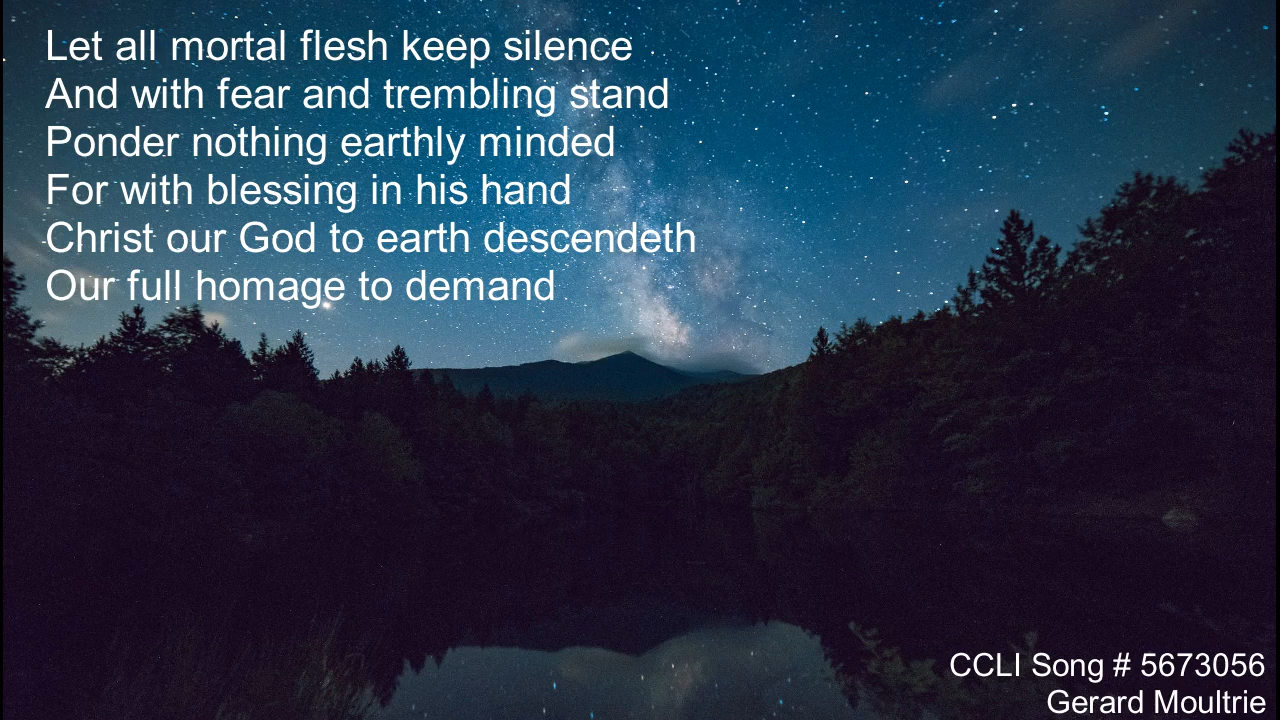 Let all mortal flesh keep silence
And with fear and trembling stand
Ponder nothing earthly minded
For with blessing in his hand
Christ our God to earth descendeth
Our full homage to demand
CCLI Song # 5673056
Gerard Moultrie